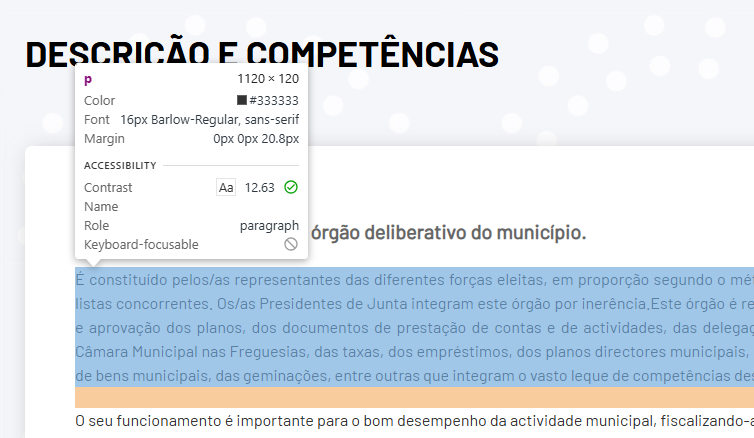 DESCRIÇÃO E COMPETÊNCIAS
p 1120 × 120
Color #333333
Font 16px Barlow-Regular, sans-serif
Margin 0px 0px 20.8px
ACCESSIBILITY
Contrast Aa 12.63
Name
Role paragraph
Keyboard-focusable
órgão deliberativo do município.
É constituído pelos/as representantes das diferentes forças eleitas, em proporção segundo o
listas concorrentes. Os/as Presidentes de Junta integram este órgão por inerência.Este órgão é
e aprovação dos planos, dos documentos de prestação de contas e de actividades, das
Câmara Municipal nas Freguesias, das taxas, dos empréstimos, dos planos directores municipais,
de bens municipais, das geminações, entre outras que integram o vasto leque de competências
O seu funcionamento é importante para o bom desempenho da actividade municipal,